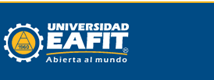 UNIVERSIDAD
EAFIT
Abierta al mundo